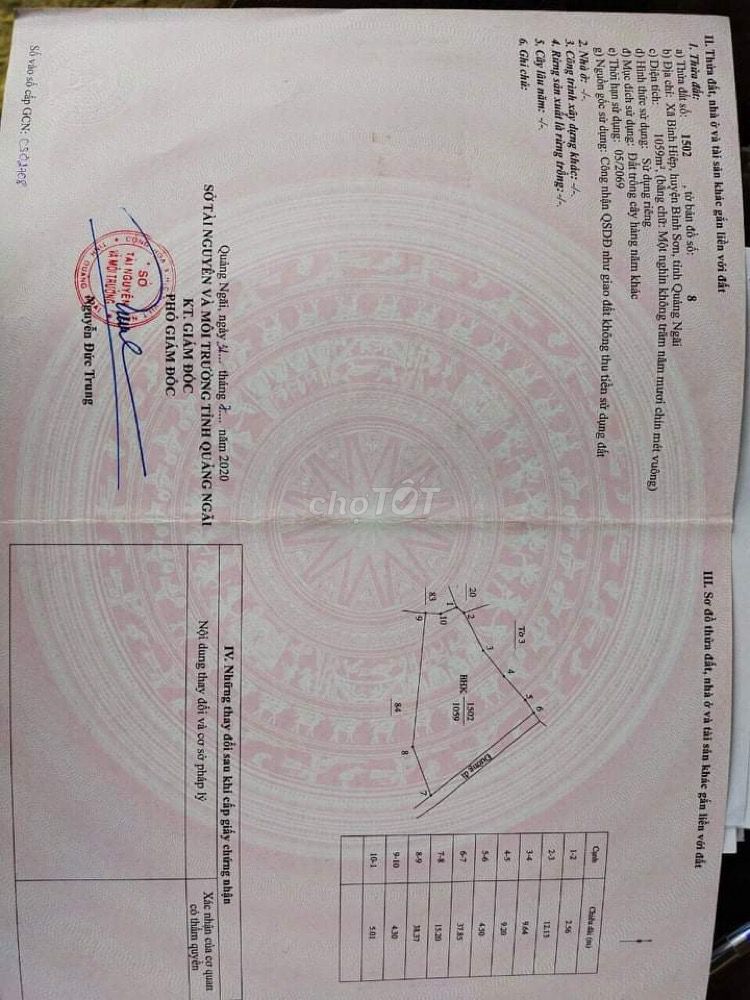 II. Thửa đất, nhà ở và tài sản khác gắn liền với đất
1. Thửa đất:
a) Thửa đất số: 1502 , tờ bản đồ số: 8
b) Địa chỉ: Xã Bình Hiệp, huyện Bình Sơn, tỉnh Quảng Ngãi
c) Diện tích: 1059m², (bằng chữ: Một nghìn không trăm năm mươi chín mét vuông)
d) Hình thức sử dụng: Sử dụng riêng
đ) Mục đích sử dụng: Đất trồng cây hàng năm khác
e) Thời hạn sử dụng: 05/2069
g) Nguồn gốc sử dụng: Công nhận QSDĐ như giao đất không thu tiền sử dụng đất
2. Nhà ở: -/-
3. Công trình xây dựng khác: -/-
4. Rừng sản xuất là rừng trồng: -/-
5. Cây lâu năm: -/-
6. Ghi chú:
Quảng Ngãi, ngày tháng năm 2020
SỞ TÀI NGUYÊN VÀ MÔI TRƯỜNG TỈNH QUẢNG NGÃI
KT. GIÁM ĐỐC
PHÓ GIÁM ĐỐC
SỞ
TÀI NGUYÊN
VÀ MÔI TRƯỜNG
Nguyễn Đức Trung
Số vào sổ cấp GCN:
III. Sơ đồ thửa đất, nhà ở và tài sản khác gắn liền với đất
Tờ 3
20
83
84
BHK 1502
1059
Đường đi
1
2
3
4
5
6
7
8
9
10
Cạnh Chiều dài (m)
1-2 2.56
2-3 12.13
3-4 9.64
4-5 9.20
5-6 4.50
6-7 37.85
7-8 15.20
8-9 38.37
9-10 4.30
10-1 5.01
IV. Những thay đổi sau khi cấp giấy chứng nhận
Nội dung thay đổi và cơ sở pháp lý
Xác nhận của cơ quan
có thẩm quyền
chợTỐT